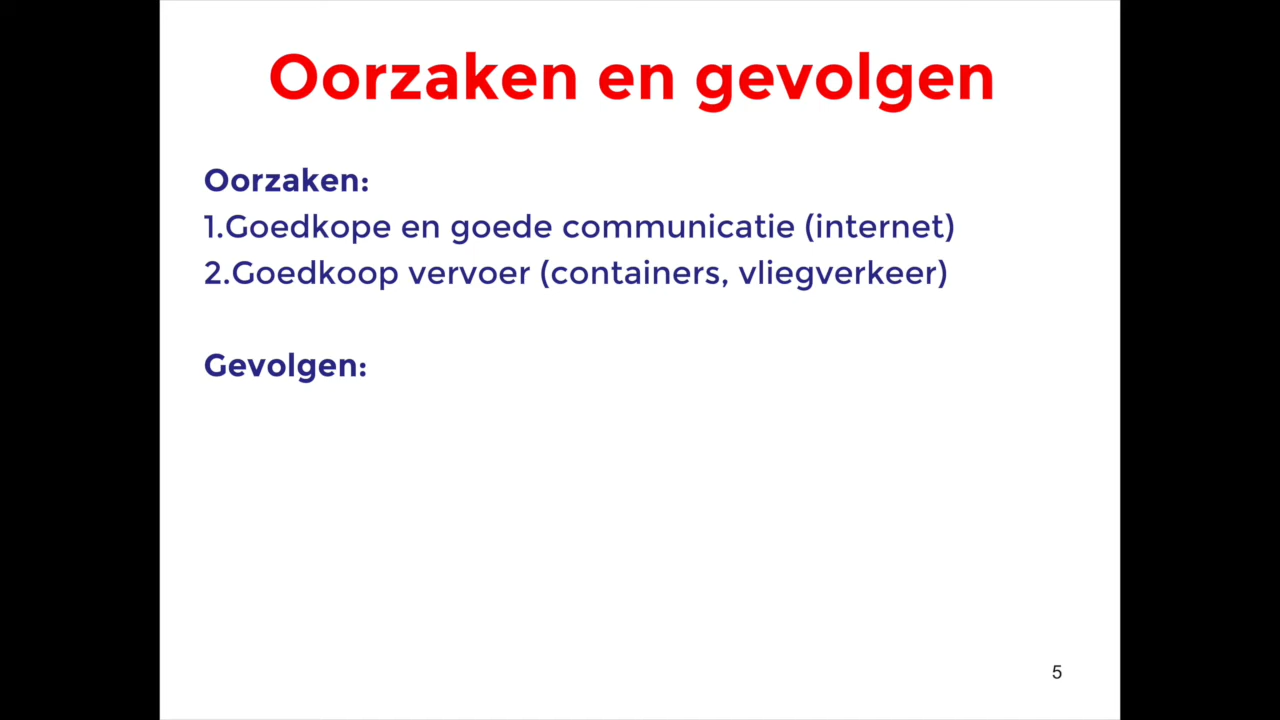 Oorzaken en gevolgen
Oorzaken:
1.Goedkope en goede communicatie (internet)
2.Goedkoop vervoer (containers, vliegverkeer)
Gevolgen:
5